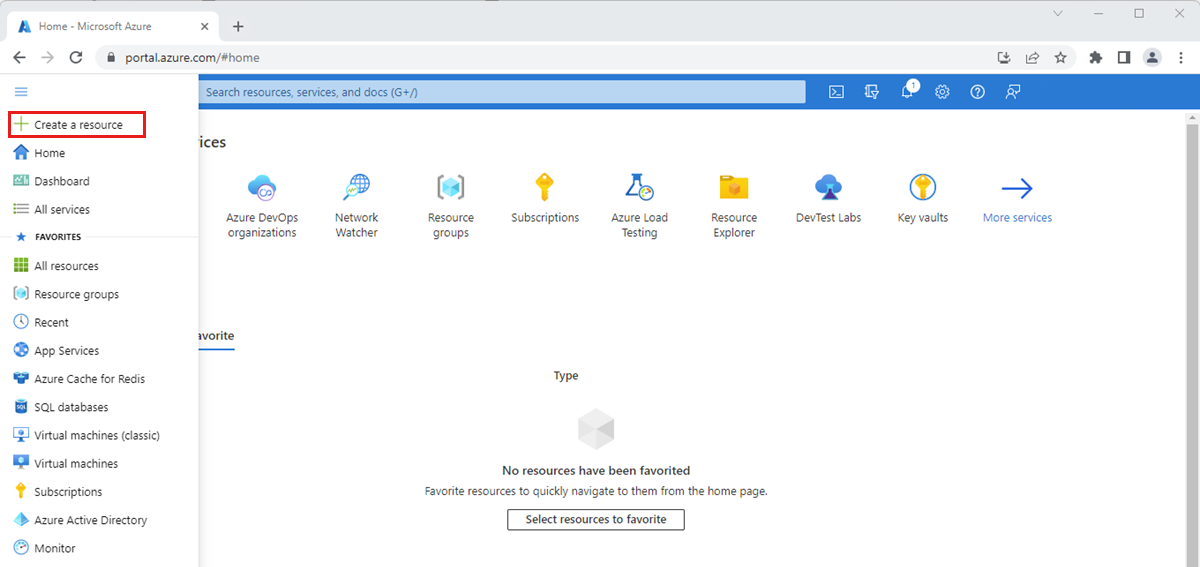 Home - Microsoft Azure
portal.azure.com/#home
Search resources, services, and docs (G+/)
1
Create a resource
Home
Dashboard
All services
FAVORITES
All resources
Resource groups
Recent
App Services
Azure Cache for Redis
SQL databases
Virtual machines (classic)
Virtual machines
Subscriptions
Azure Active Directory
Monitor
ices
Azure DevOps
organizations
Network
Watcher
Resource
groups
Subscriptions
Azure Load
Testing
Resource
Explorer
DevTest Labs
Key vaults
More services
avorite
Type
No resources have been favorited
Favorite resources to quickly navigate to them from the home page.
Select resources to favorite